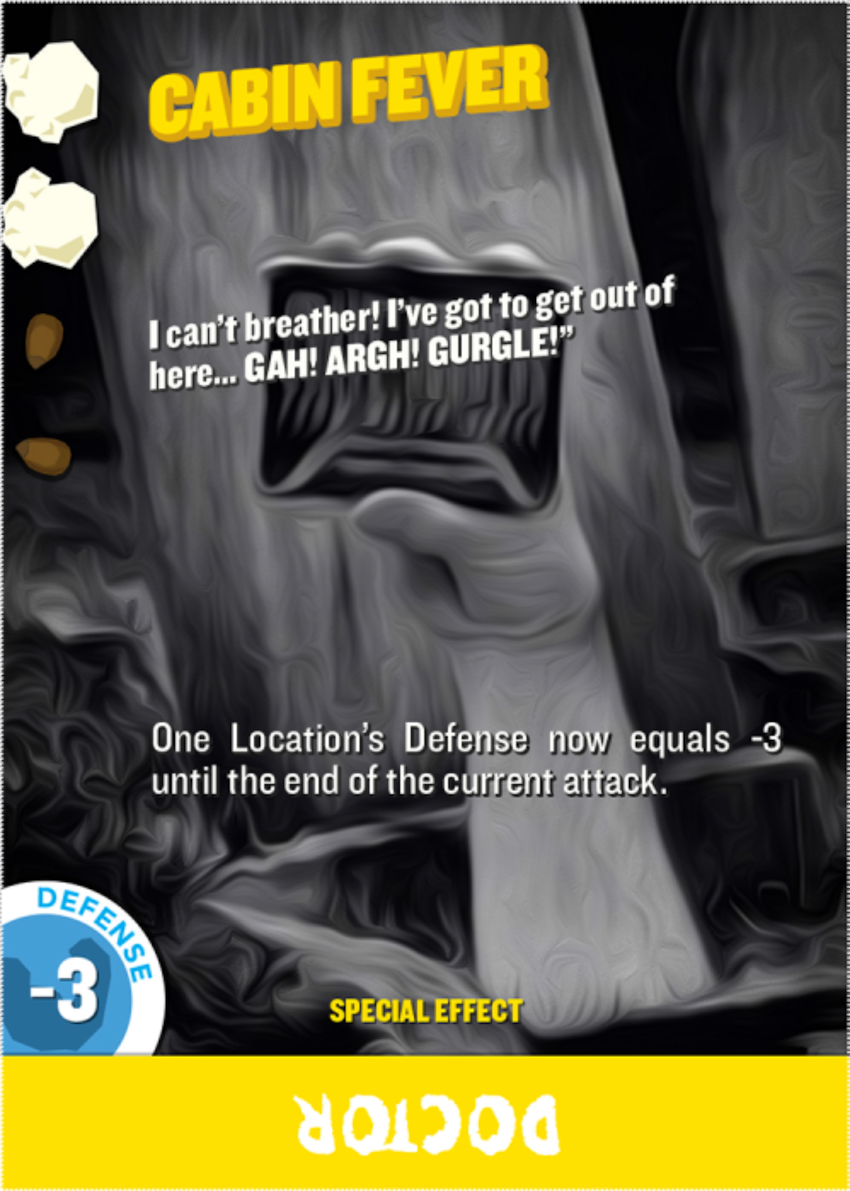 CABIN FEVER
I can't breather! I've got to get out of
here... GAH! ARGH! GURGLE!”
One Location's Defense now equals -3
until the end of the current attack.
DEFENSE
-3
SPECIAL EFFECT
DOCTOR